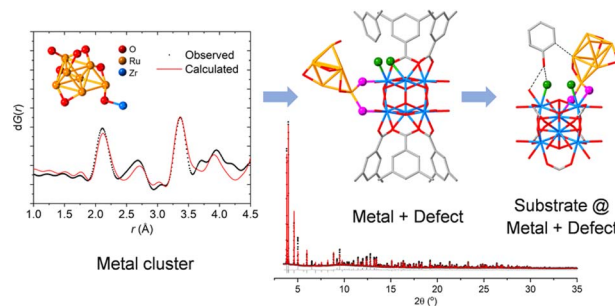 O
Ru
Zr
Observed
Calculated
dG(r)
1.0 1.5 2.0 2.5 3.0 3.5 4.0 4.5
r (Å)
Metal cluster
Metal + Defect
Substrate @
Metal + Defect
5 10 15 20 25 30 35
2θ (º)